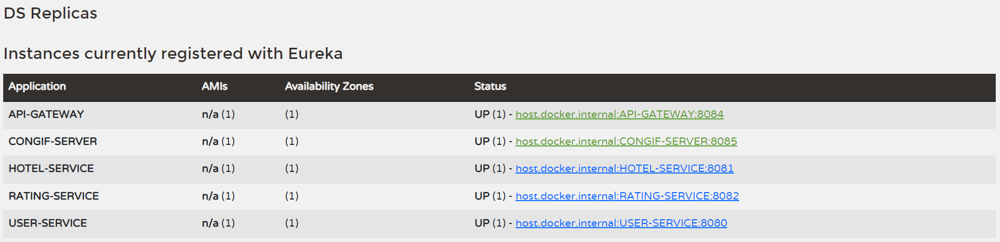 DS Replicas
Instances currently registered with Eureka
Application AMIs Availability Zones Status
API-GATEWAY n/a (1) (1) UP (1) - host.docker.internal:API-GATEWAY:8084
CONGIF-SERVER n/a (1) (1) UP (1) - host.docker.internal:CONGIF-SERVER:8085
HOTEL-SERVICE n/a (1) (1) UP (1) - host.docker.internal:HOTEL-SERVICE:8081
RATING-SERVICE n/a (1) (1) UP (1) - host.docker.internal:RATING-SERVICE:8082
USER-SERVICE n/a (1) (1) UP (1) - host.docker.internal:USER-SERVICE:8080